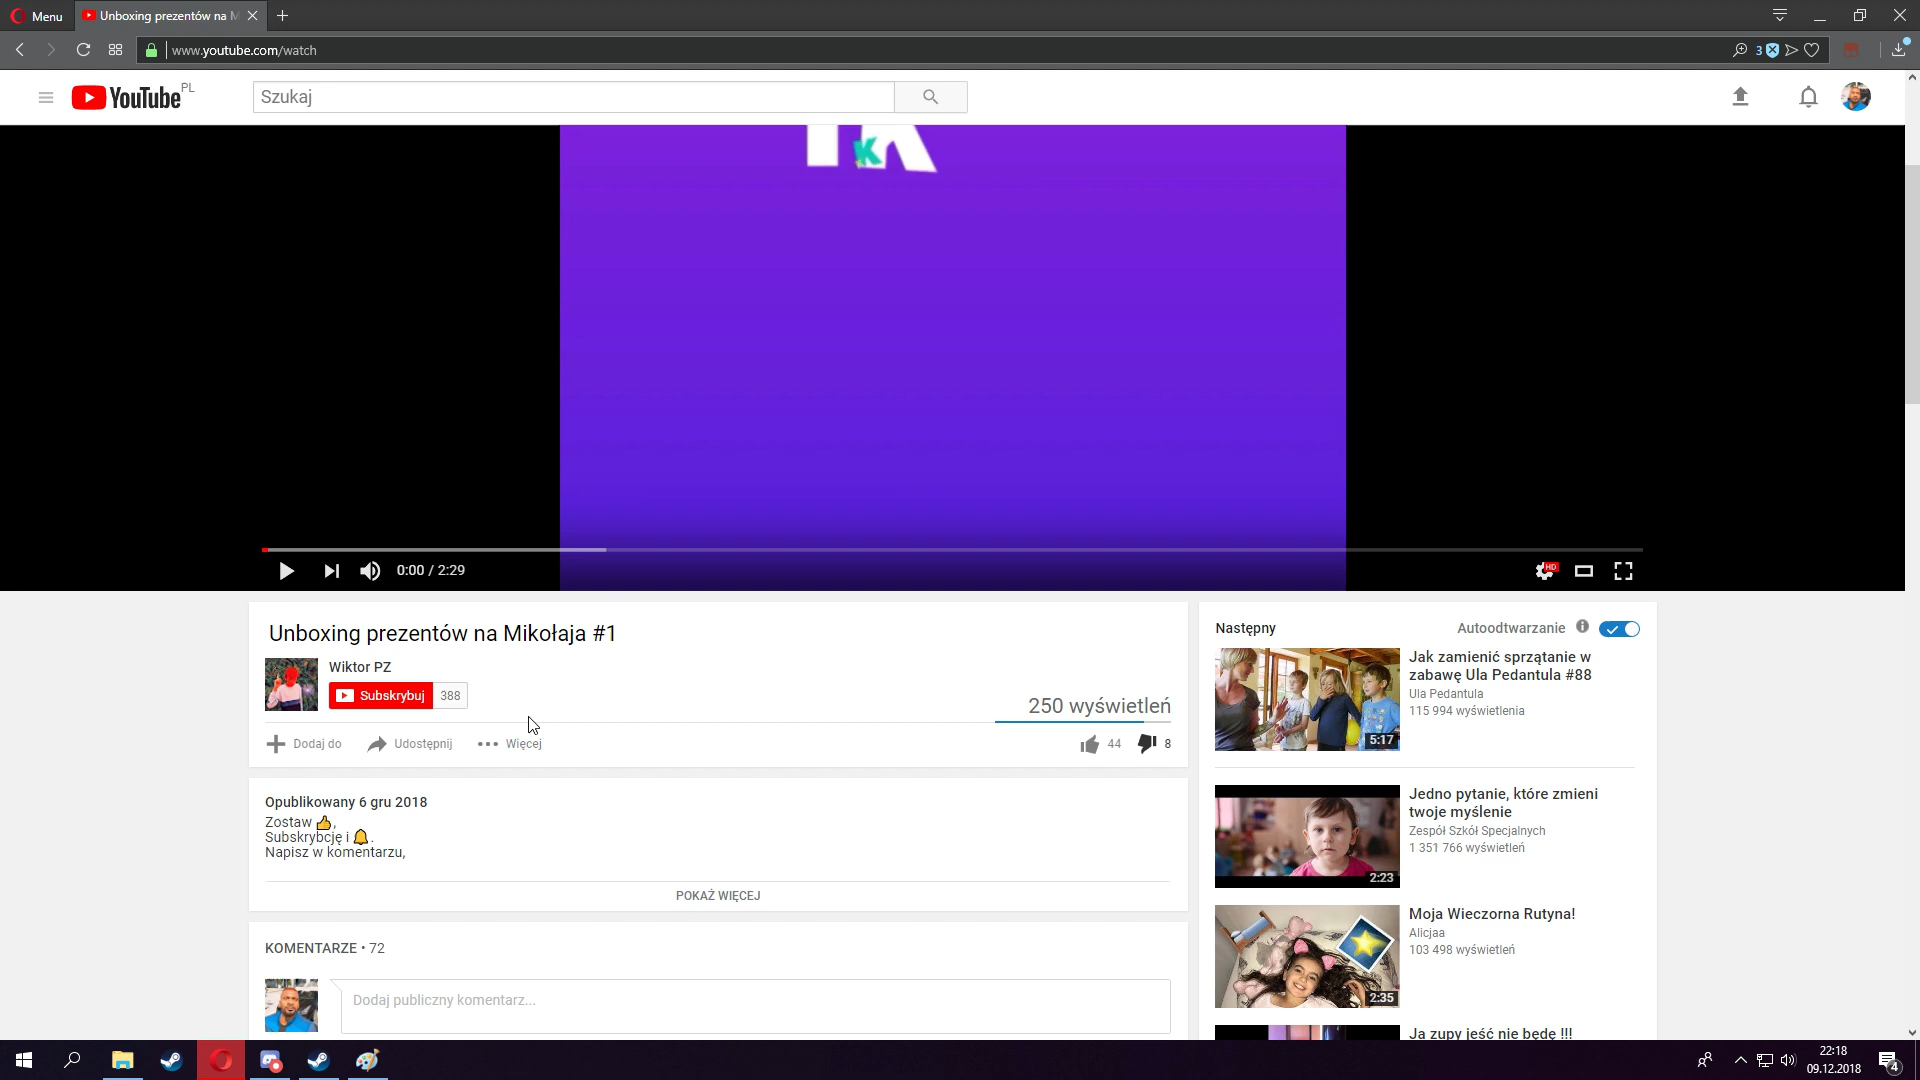 Menu
Unboxing prezentów na M
www.youtube.com/watch
3
YouTube PL
Szukaj
K
0:00 / 2:29
HD
Unboxing prezentów na Mikołaja #1
Wiktor PZ
Subskrybuj 388
250 wyświetleń
Dodaj do
Udostępnij
Więcej
44
8
Opublikowany 6 gru 2018
Zostaw 👍,
Subskrybcję i 🔔.
Napisz w komentarzu,
POKAŻ WIĘCEJ
KOMENTARZE • 72
Dodaj publiczny komentarz...
Następny
Autoodtwarzanie
5:17
Jak zamienić sprzątanie w
zabawę Ula Pedantula #88
Ula Pedantula
115 994 wyświetlenia
2:23
Jedno pytanie, które zmieni
twoje myślenie
Zespół Szkół Specjalnych
1 351 766 wyświetleń
2:35
Moja Wieczorna Rutyna!
Alicjaa
103 498 wyświetleń
Ja zupy jeść nie będę !!!
22:18
09.12.2018
4